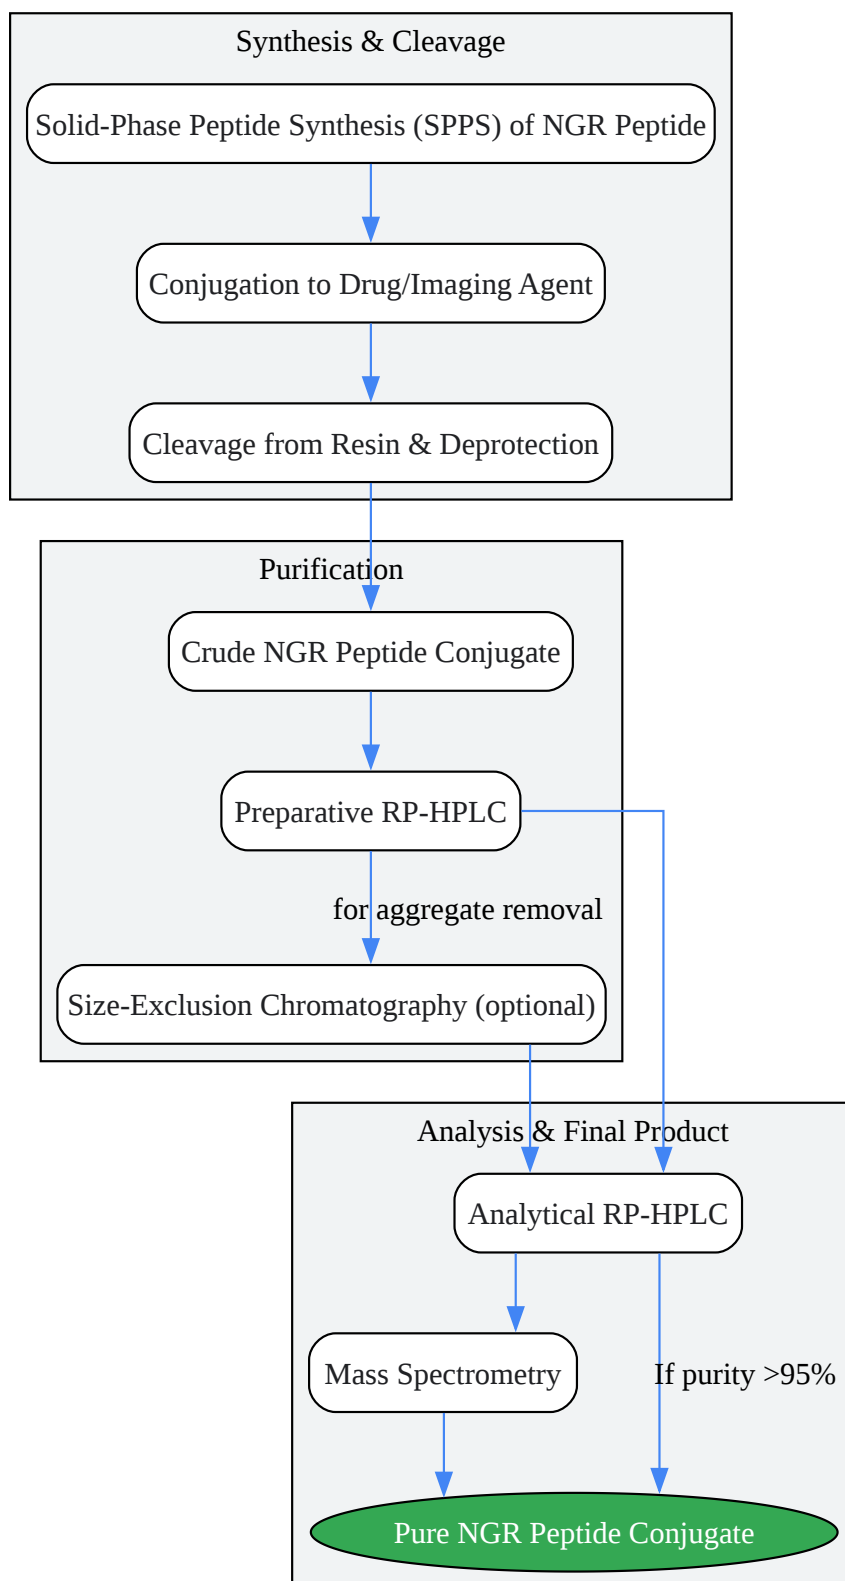 Synthesis & Cleavage
Solid-Phase Peptide Synthesis (SPPS) of NGR Peptide
Conjugation to Drug/Imaging Agent
Cleavage from Resin & Deprotection
Purification
Crude NGR Peptide Conjugate
Preparative RP-HPLC
for aggregate removal
Size-Exclusion Chromatography (optional)
Analysis & Final Product
Analytical RP-HPLC
Mass Spectrometry
If purity >95%
Pure NGR Peptide Conjugate